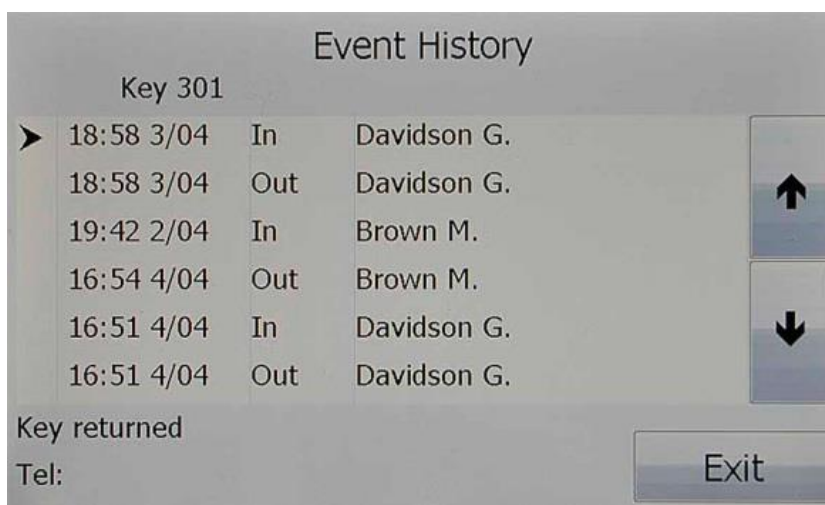 Event History
Key 301
18:58 3/04 In Davidson G.
18:58 3/04 Out Davidson G.
19:42 2/04 In Brown M.
16:54 4/04 Out Brown M.
16:51 4/04 In Davidson G.
16:51 4/04 Out Davidson G.
Key returned
Tel:
Exit